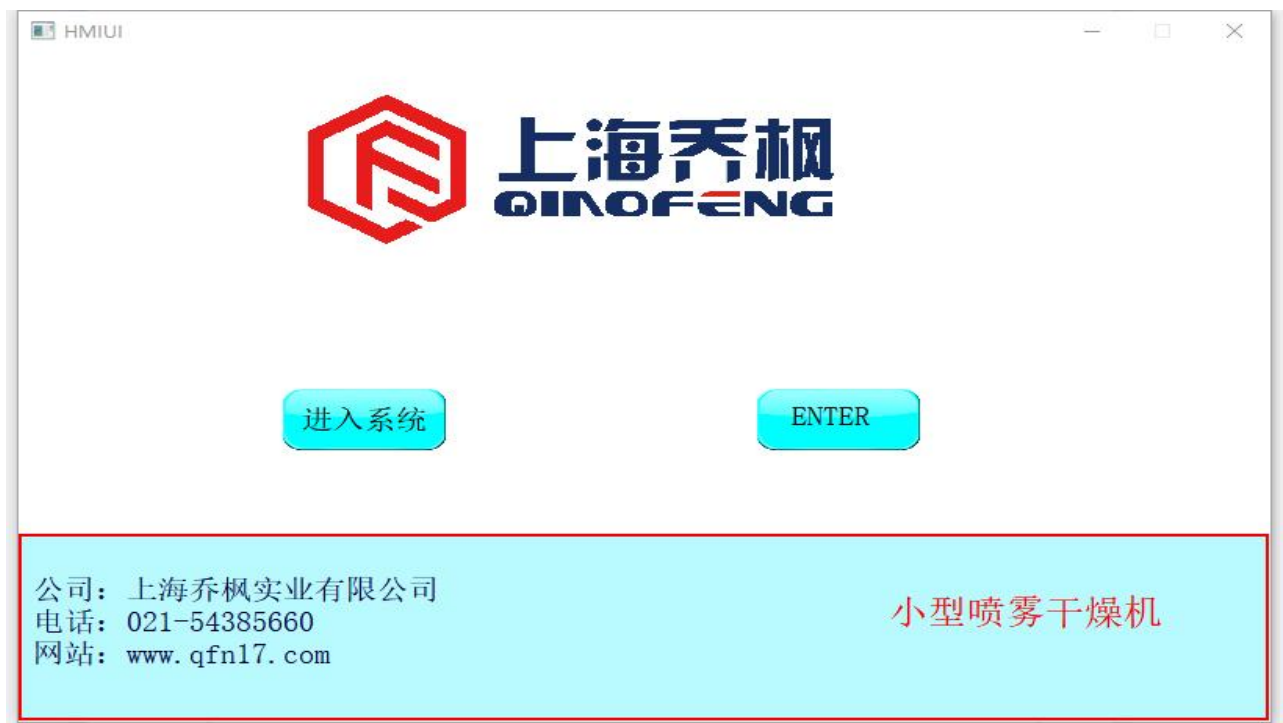 HMIUI
上海乔枫
QIAOFENG
进入系统
ENTER
公司：上海乔枫实业有限公司
电话：021-54385660
网站：www.qfn17.com
小型喷雾干燥机